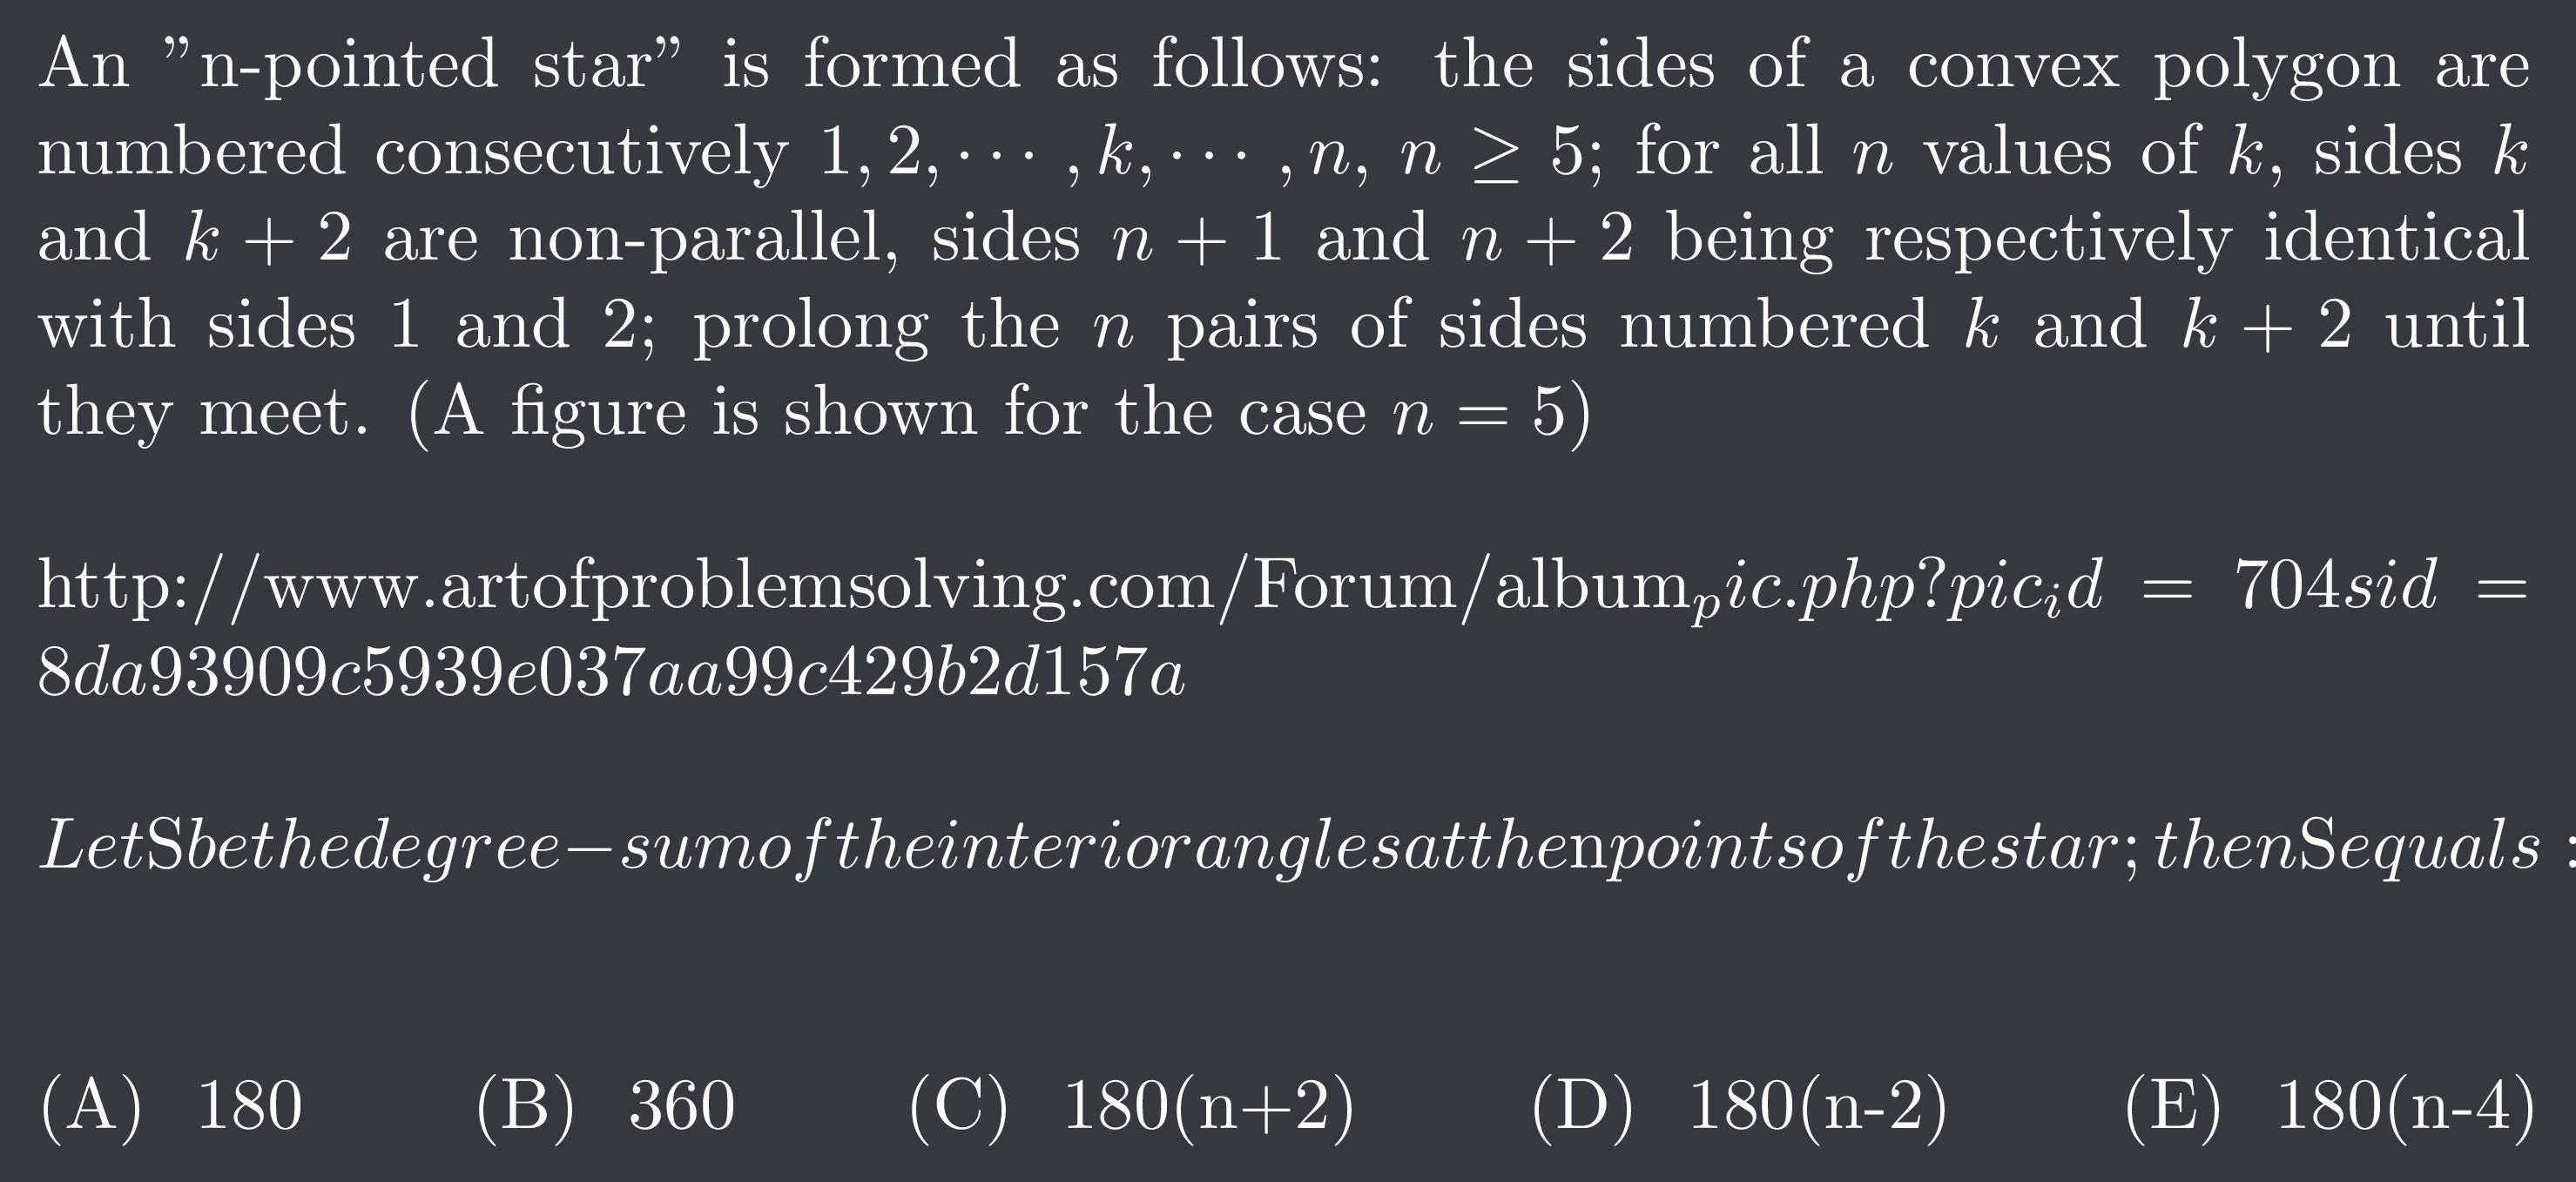 An ”n-pointed star” is formed as follows: the sides of a convex polygon are
numbered consecutively 1, 2, · · · , k, · · · , n, n ≥ 5; for all n values of k, sides k
and k + 2 are non-parallel, sides n + 1 and n + 2 being respectively identical
with sides 1 and 2; prolong the n pairs of sides numbered k and k + 2 until
they meet. (A figure is shown for the case n = 5)
http://www.artofproblemsolving.com/Forum/album_pic.php?pic_id = 704sid =
8da93909c5939e037aa99c429b2d157a
LetSbethedegree−sumoftheinterioranglesatthenpointsofthestar; thenSequals :
(A) 180 (B) 360 (C) 180(n+2) (D) 180(n-2) (E) 180(n-4)